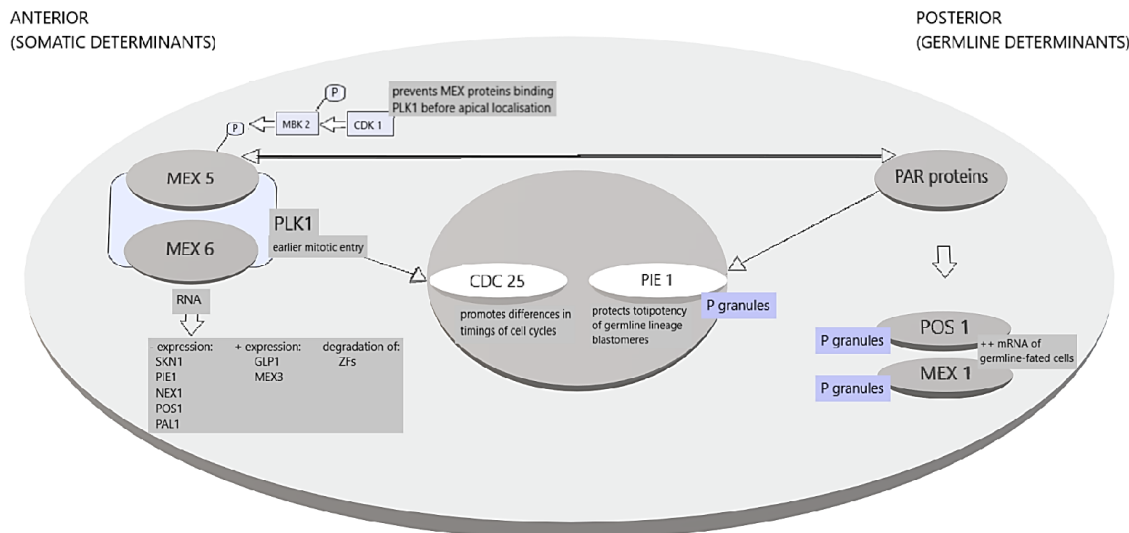 ANTERIOR
(SOMATIC DETERMINANTS)
POSTERIOR
(GERMLINE DETERMINANTS)
P
P
MBK 2
CDK 1
prevents MEX proteins binding
PLK1 before apical localisation
MEX 5
MEX 6
PLK1
earlier mitotic entry
RNA
- expression:
SKN1
PIE1
NEX1
POS1
PAL1
+ expression:
GLP1
MEX3
degradation of:
ZFs
CDC 25
promotes differences in
timings of cell cycles
PIE 1
protects totipotency
of germline lineage
blastomeres
P granules
PAR proteins
POS 1
P granules
++ mRNA of
germline-fated cells
MEX 1
P granules